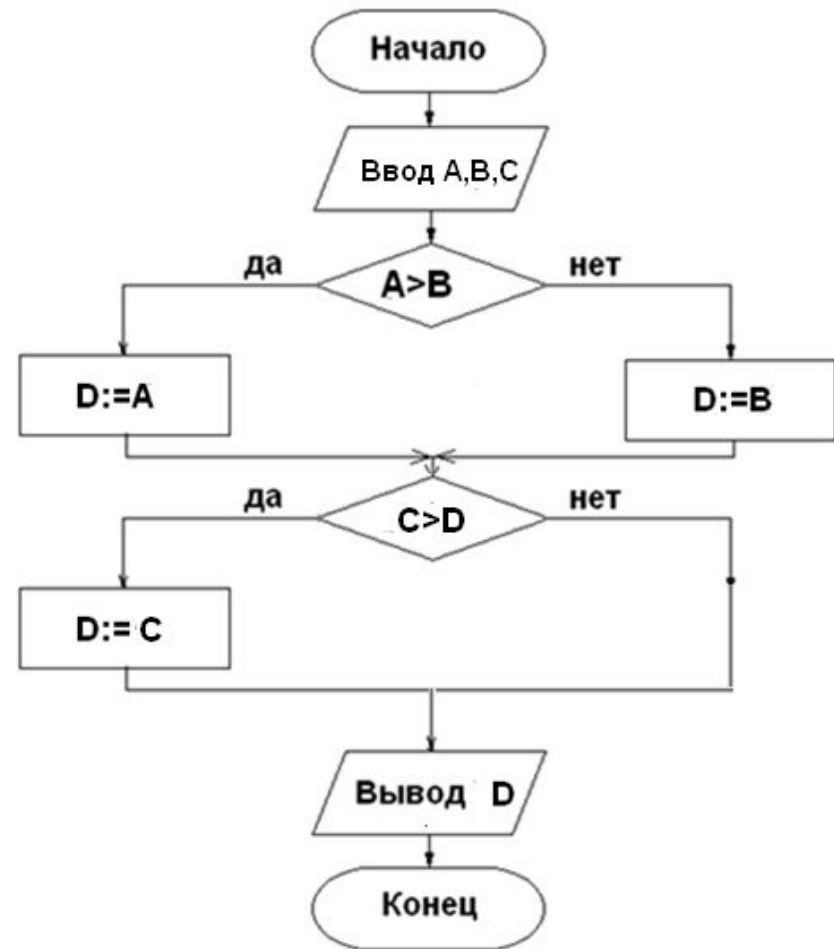 Начало
Ввод A,B,C
да
A>B
нет
D:=A
D:=B
да
C>D
нет
D:= C
Вывод D
Конец